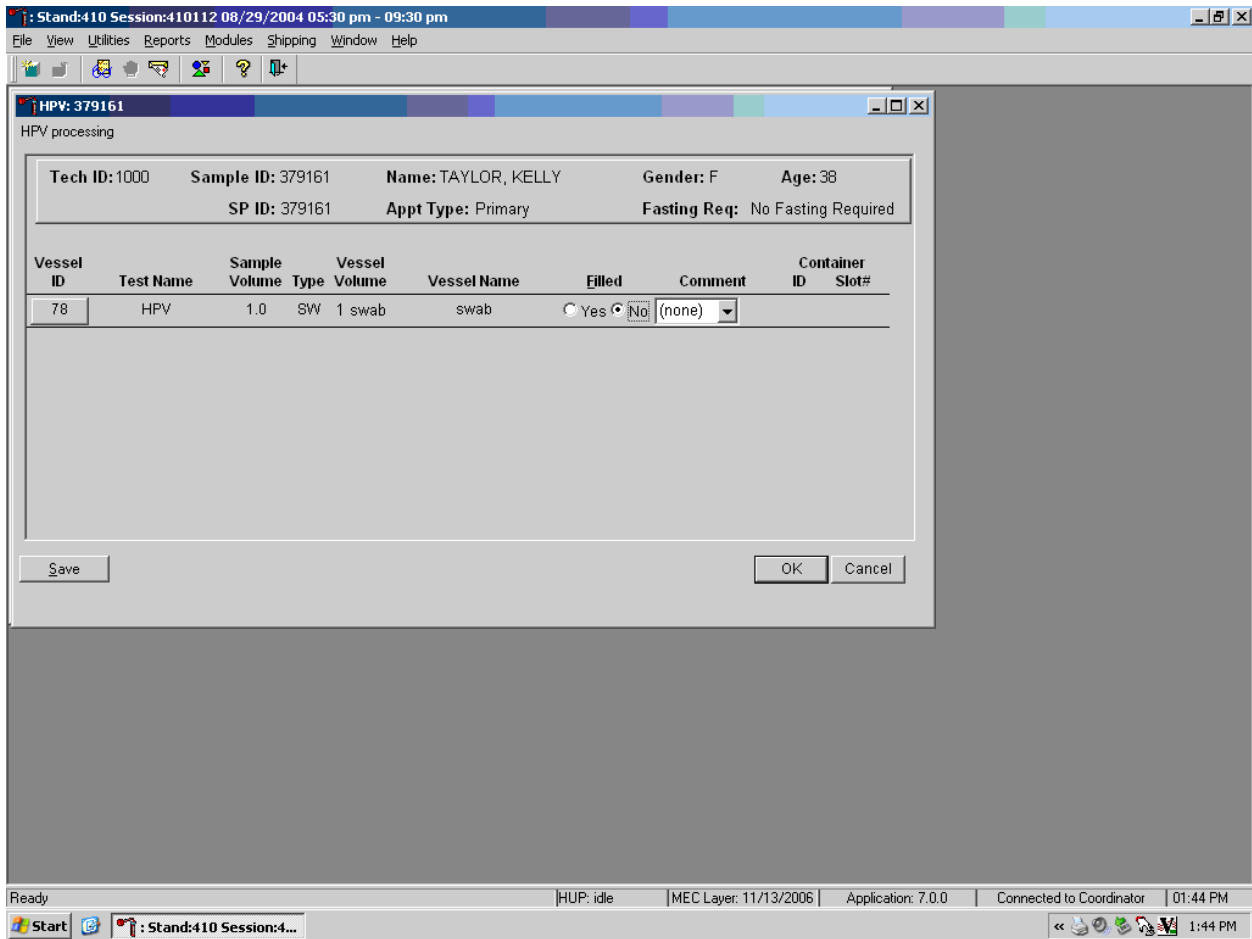 : Stand:410 Session:410112 08/29/2004 05:30 pm - 09:30 pm
File View Utilities Reports Modules Shipping Window Help
HPV: 379161
HPV processing
Tech ID: 1000 Sample ID: 379161 Name: TAYLOR, KELLY Gender: F Age: 38
SP ID: 379161 Appt Type: Primary Fasting Req: No Fasting Required
Vessel Sample Vessel Container
ID Test Name Volume Type Volume Vessel Name Filled Comment ID Slot#
78 HPV 1.0 SW 1 swab swab Yes No (none)
Save OK Cancel
Ready HUP: idle MEC Layer: 11/13/2006 Application: 7.0.0 Connected to Coordinator 01:44 PM
Start : Stand:410 Session:4... « 1:44 PM